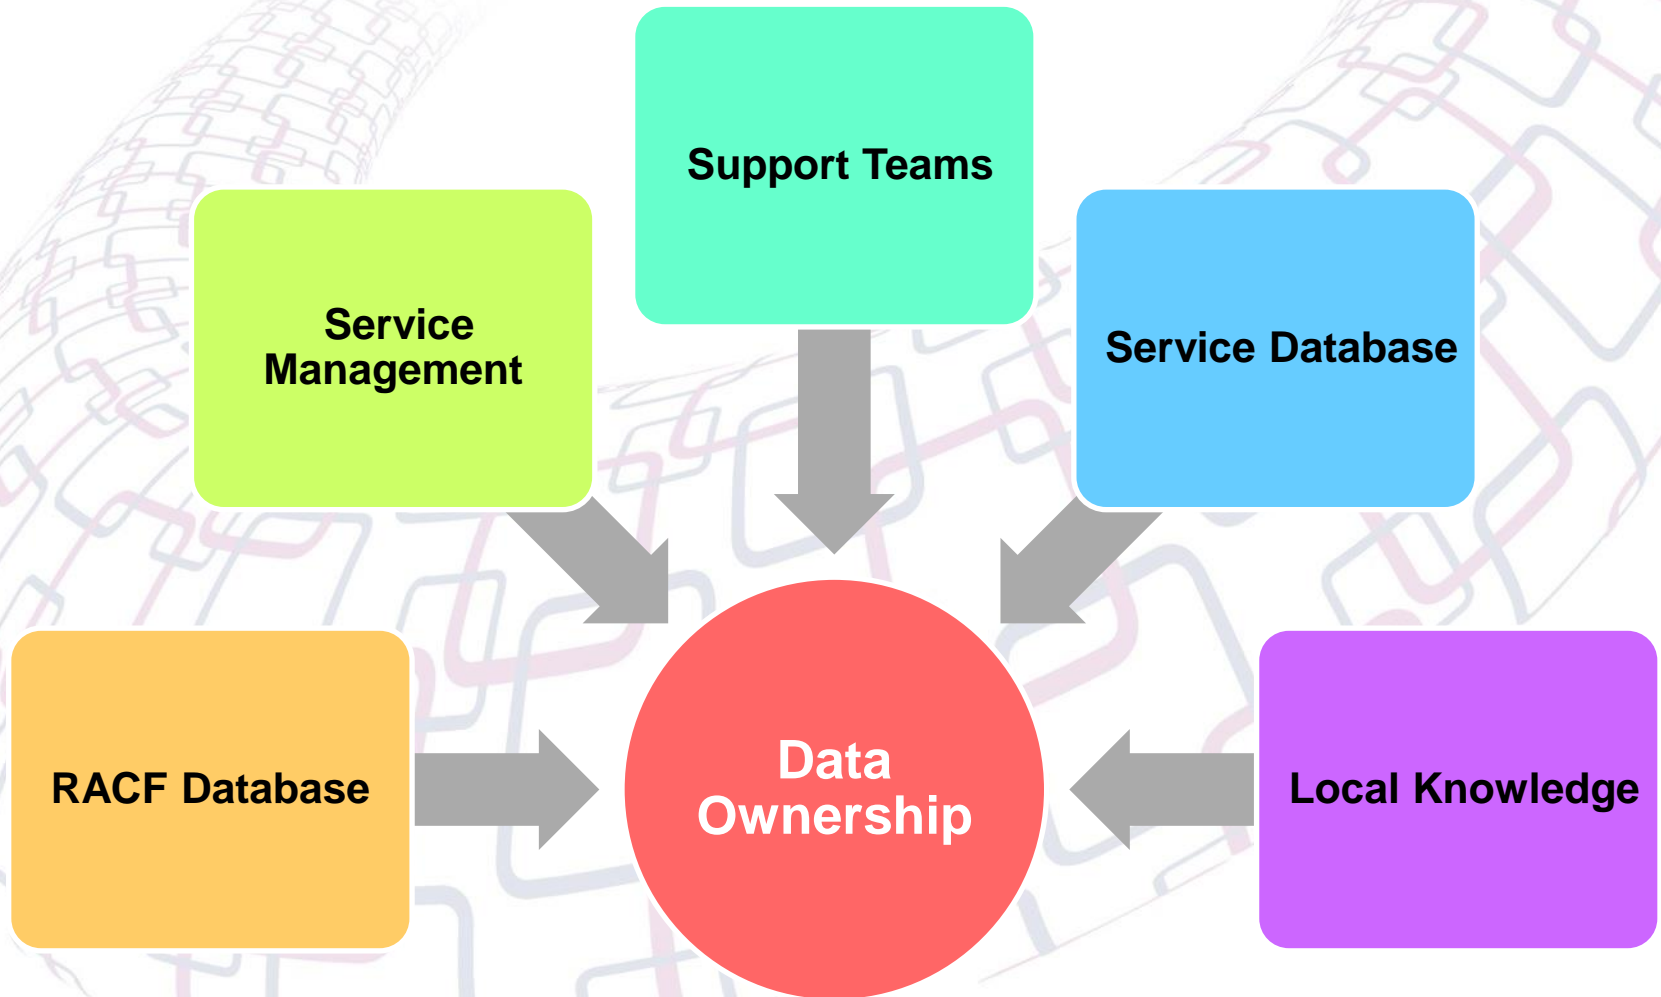 Support Teams
Service
Management
Service Database
RACF Database
Data
Ownership
Local Knowledge